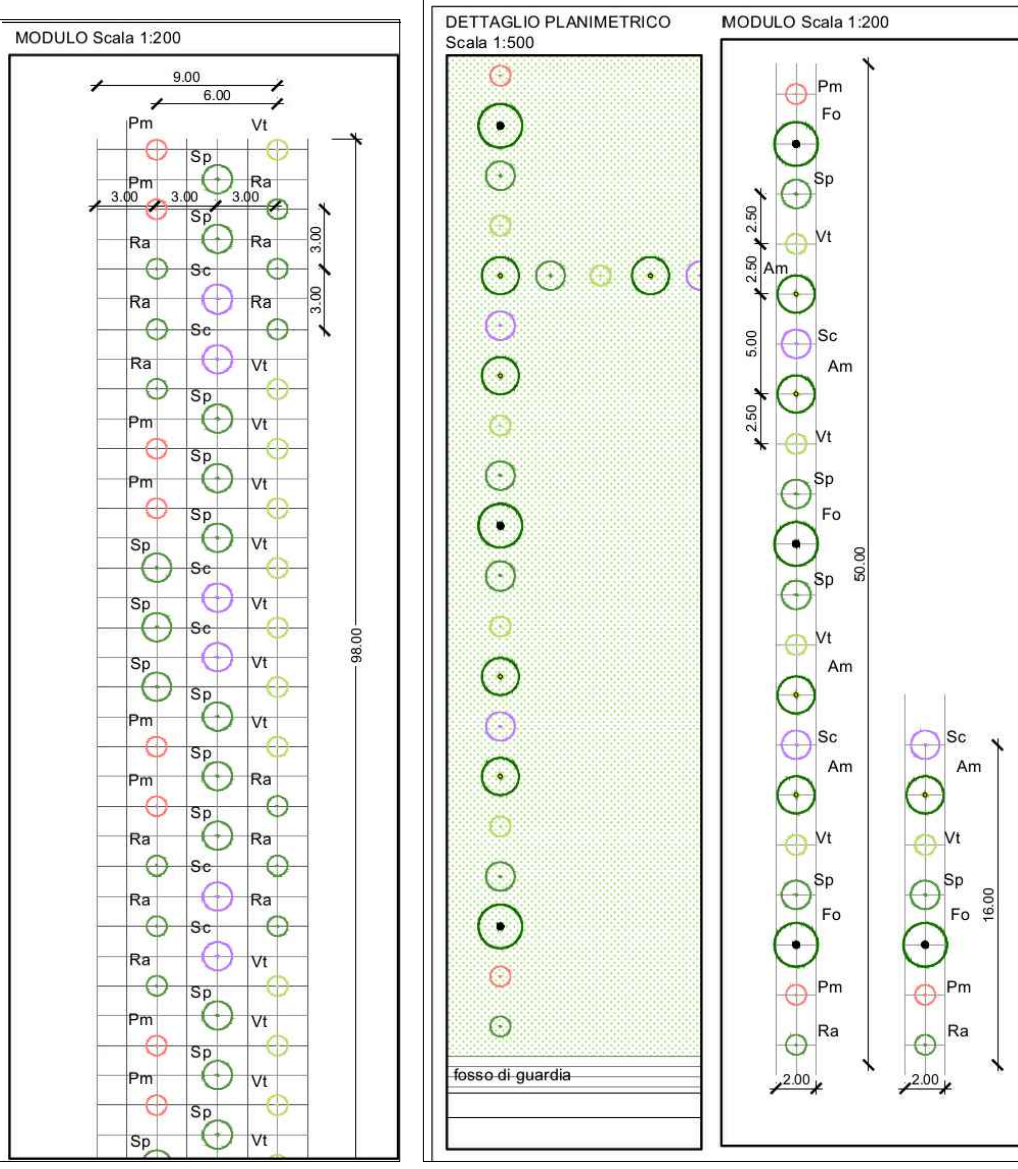 MODULO Scala 1:200
9.00
6.00
Pm Vt
Sp
Pm Ra
3.00 3.00 3.00
Sp
Ra Ra
3.00
Sc
Ra Ra
3.00
Sc
Ra Vt
Sp
Pm Vt
Sp
Pm Vt
Sp
Sp Vt
Sc
Sp Vt
Sc
98.00
Sp Vt
Sp
Pm Vt
Sp
Pm Ra
Sp
Ra Ra
Sc
Ra Ra
Sc
Ra Vt
Sp
Pm Vt
Sp
Pm Vt
Sp
Sp Vt
DETTAGLIO PLANIMETRICO
Scala 1:500
fosso di guardia
MODULO Scala 1:200
Pm
Fo
Sp
2.50
Vt
2.50
Am
5.00
Sc
Am
2.50
Vt
Sp
Fo
50.00
Sp
Vt
Am
Sc Sc
Am Am
Vt Vt
Sp Sp
16.00
Fo Fo
Pm Pm
Ra Ra
2.00 2.00